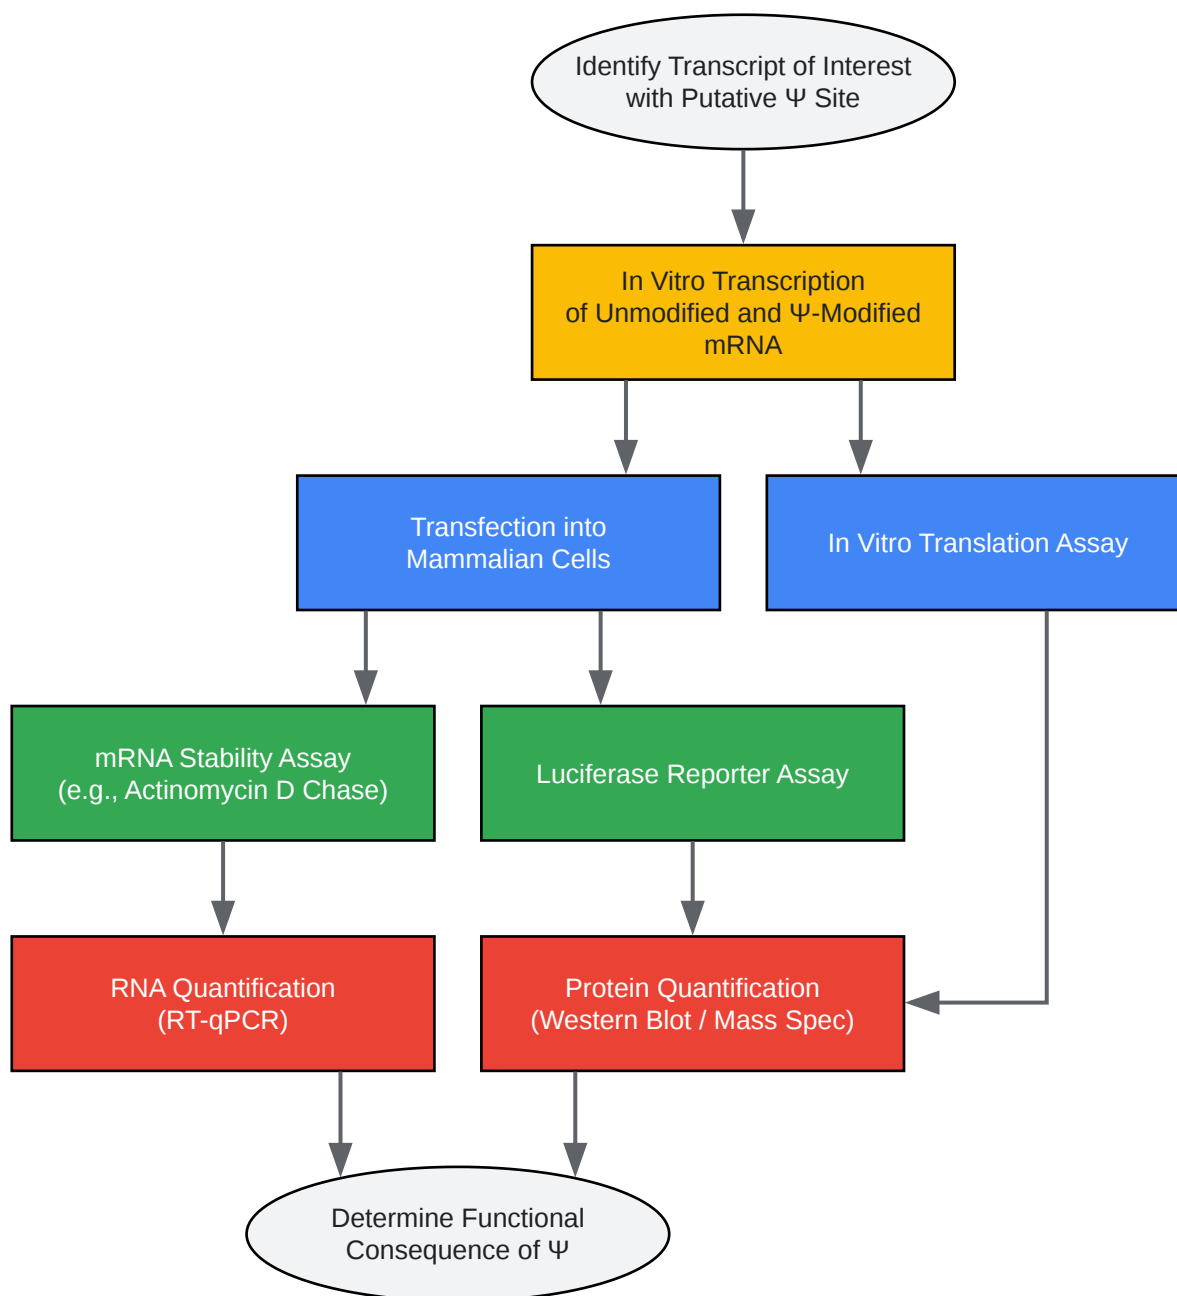 Identify Transcript of Interest
with Putative Ψ Site
In Vitro Transcription
of Unmodified and Ψ-Modified
mRNA
Transfection into
Mammalian Cells
In Vitro Translation Assay
mRNA Stability Assay
(e.g., Actinomycin D Chase)
Luciferase Reporter Assay
RNA Quantification
(RT-qPCR)
Protein Quantification
(Western Blot / Mass Spec)
Determine Functional
Consequence of Ψ